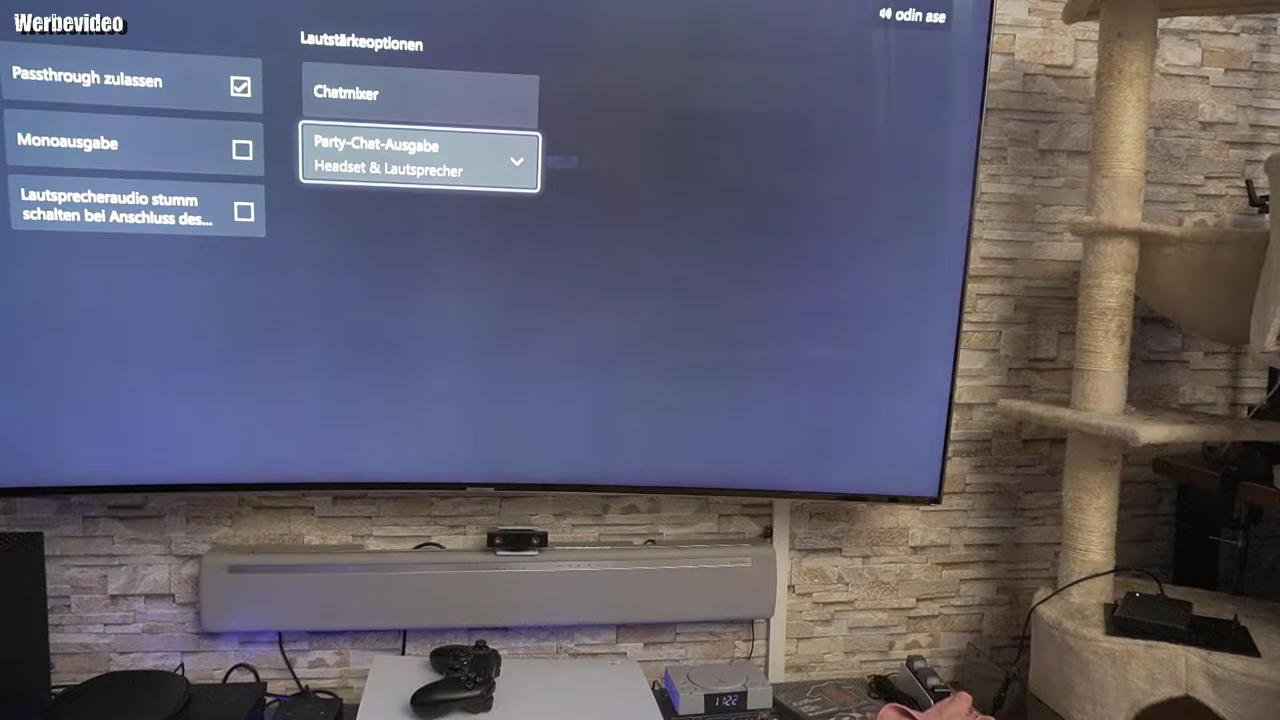 Werbevideo
odin ase
Lautstärkeoptionen
Passthrough zulassen
Chatmixer
Monoausgabe
Party-Chat-Ausgabe
Headset & Lautsprecher
Lautsprecheraudio stumm
schalten bei Anschluss des...
11:22